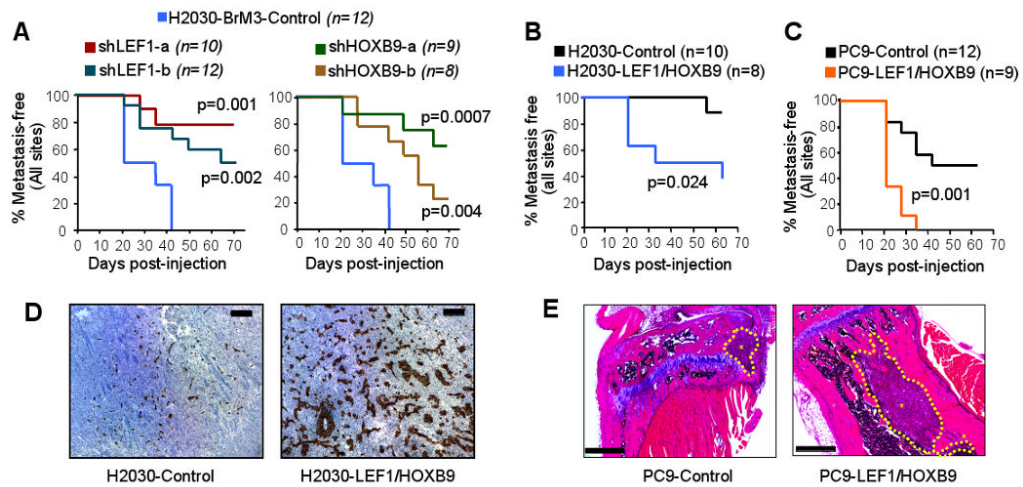 H2030-BrM3-Control (n=12)
A
shLEF1-a (n=10)
shLEF1-b (n=12)
shHOXB9-a (n=9)
shHOXB9-b (n=8)
% Metastasis-free
(All sites)
100
80
60
40
20
p=0.001
p=0.002
0 10 20 30 40 50 60 70
Days post-injection
100
80
60
40
20
p=0.0007
p=0.004
0 10 20 30 40 50 60 70
Days post-injection
B
H2030-Control (n=10)
H2030-LEF1/HOXB9 (n=8)
% Metastasis-free
(all sites)
100
80
60
40
20
p=0.024
0 10 20 30 40 50 60 70
Days post-injection
C
PC9-Control (n=12)
PC9-LEF1/HOXB9 (n=9)
% Metastasis-free
(All sites)
100
80
60
40
20
0
p=0.001
0 10 20 30 40 50 60 70
Days post-injection
D
H2030-Control
H2030-LEF1/HOXB9
E
PC9-Control
PC9-LEF1/HOXB9